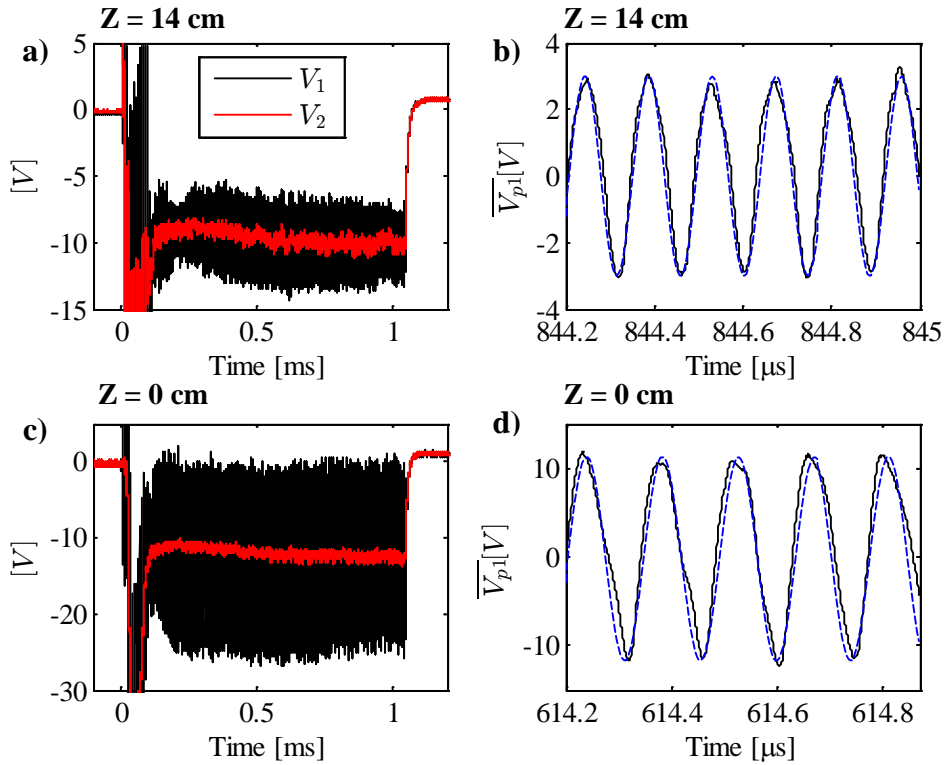 Z = 14 cm
a)
5
0
-5
-10
-15
[V]
V1
V2
0
0.5
1
Time [ms]
Z = 14 cm
b)
4
2
0
-2
-4
Vp1[V]
844.2
844.4
844.6
844.8
845
Time [μs]
Z = 0 cm
c)
0
-10
-20
-30
[V]
0
0.5
1
Time [ms]
Z = 0 cm
d)
10
0
-10
Vp1[V]
614.2
614.4
614.6
614.8
Time [μs]